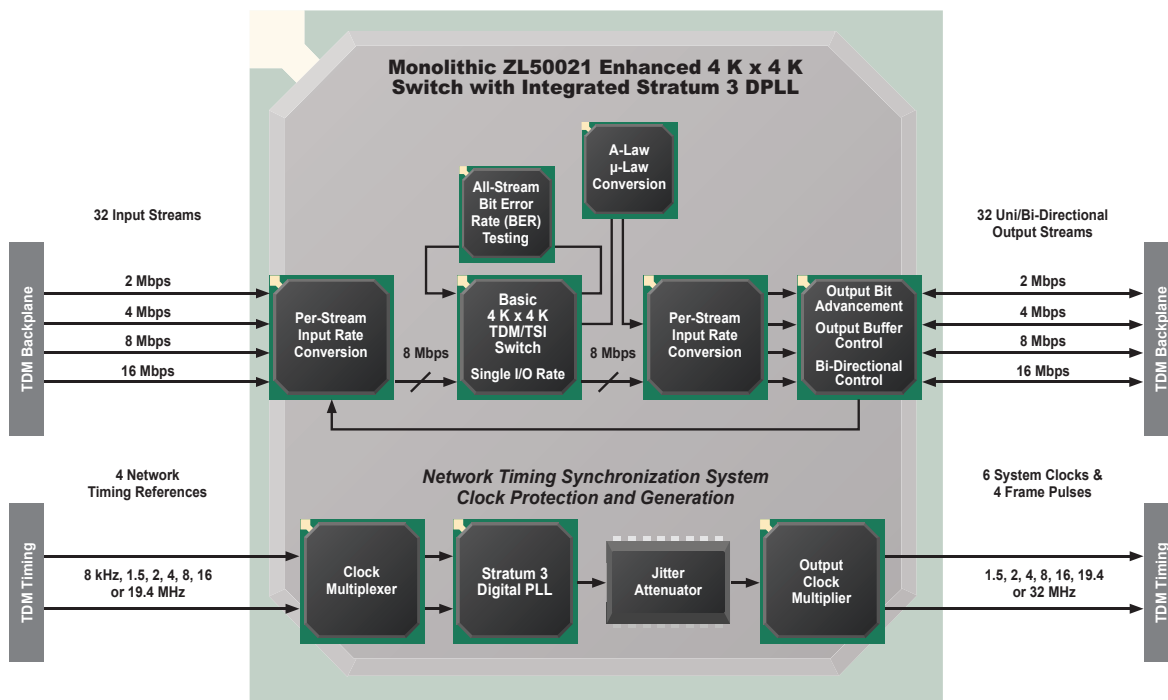 Monolithic ZL50021 Enhanced 4 K x 4 K
Switch with Integrated Stratum 3 DPLL
A-Law
µ-Law
Conversion
All-Stream
Bit Error
Rate (BER)
Testing
32 Input Streams
32 Uni/Bi-Directional
Output Streams
TDM Backplane
2 Mbps
4 Mbps
8 Mbps
16 Mbps
Per-Stream
Input Rate
Conversion
8 Mbps
Basic
4 K x 4 K
TDM/TSI
Switch
Single I/O Rate
8 Mbps
Per-Stream
Input Rate
Conversion
Output Bit
Advancement
Output Buffer
Control
Bi-Directional
Control
2 Mbps
4 Mbps
8 Mbps
16 Mbps
TDM Backplane
4 Network
Timing References
Network Timing Synchronization System
Clock Protection and Generation
6 System Clocks &
4 Frame Pulses
TDM Timing
8 kHz, 1.5, 2, 4, 8, 16
or 19.4 MHz
Clock
Multiplexer
Stratum 3
Digital PLL
Jitter
Attenuator
Output
Clock
Multiplier
1.5, 2, 4, 8, 16, 19.4
or 32 MHz
TDM Timing